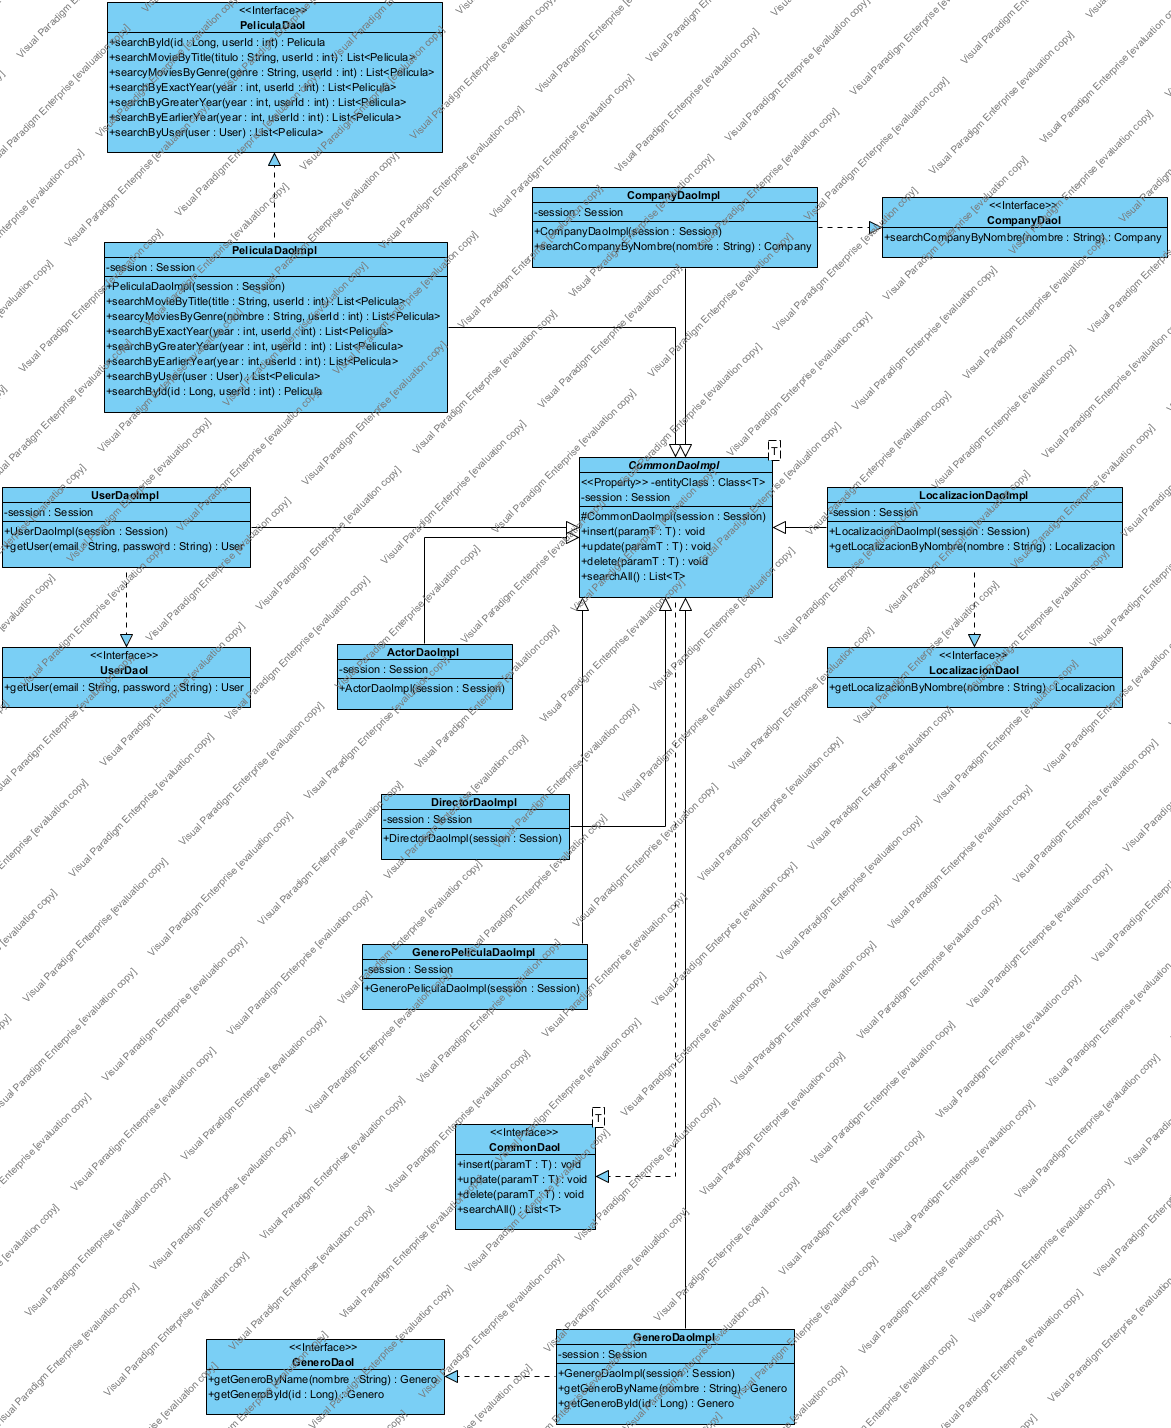 <<Interface>>
PeliculaDaoI
+searchById(id : Long, userId : int) : Pelicula
+searchMovieByTitle(titulo : String, userId : int) : List<Pelicula>
+searcyMoviesByGenre(genre : String, userId : int) : List<Pelicula>
+searchByExactYear(year : int, userId : int) : List<Pelicula>
+searchByGreaterYear(year : int, userId : int) : List<Pelicula>
+searchByEarlierYear(year : int, userId : int) : List<Pelicula>
+searchByUser(user : User) : List<Pelicula>
CompanyDaoImpl
-session : Session
+CompanyDaoImpl(session : Session)
+searchCompanyByNombre(nombre : String) : Company
<<Interface>>
CompanyDaoI
+searchCompanyByNombre(nombre : String) : Company
PeliculaDaoImpl
-session : Session
+PeliculaDaoImpl(session : Session)
+searchMovieByTitle(title : String, userId : int) : List<Pelicula>
+searcyMoviesByGenre(nombre : String, userId : int) : List<Pelicula>
+searchByExactYear(year : int, userId : int) : List<Pelicula>
+searchByGreaterYear(year : int, userId : int) : List<Pelicula>
+searchByEarlierYear(year : int, userId : int) : List<Pelicula>
+searchByUser(user : User) : List<Pelicula>
+searchById(id : Long, userId : int) : Pelicula
T
CommonDaoImpl
<<Property>> -entityClass : Class<T>
-session : Session
#CommonDaoImpl(session : Session)
+insert(paramT : T) : void
+update(paramT : T) : void
+delete(paramT : T) : void
+searchAll() : List<T>
UserDaoImpl
-session : Session
+UserDaoImpl(session : Session)
+getUser(email : String, password : String) : User
LocalizacionDaoImpl
-session : Session
+LocalizacionDaoImpl(session : Session)
+getLocalizacionByNombre(nombre : String) : Localizacion
<<Interface>>
UserDaoI
+getUser(email : String, password : String) : User
ActorDaoImpl
-session : Session
+ActorDaoImpl(session : Session)
<<Interface>>
LocalizacionDaoI
+getLocalizacionByNombre(nombre : String) : Localizacion
DirectorDaoImpl
-session : Session
+DirectorDaoImpl(session : Session)
GeneroPeliculaDaoImpl
-session : Session
+GeneroPeliculaDaoImpl(session : Session)
T
<<Interface>>
CommonDaoI
+insert(paramT : T) : void
+update(paramT : T) : void
+delete(paramT : T) : void
+searchAll() : List<T>
<<Interface>>
GeneroDaoI
+getGeneroByName(nombre : String) : Genero
+getGeneroById(id : Long) : Genero
GeneroDaoImpl
-session : Session
+GeneroDaoImpl(session : Session)
+getGeneroByName(nombre : String) : Genero
+getGeneroById(id : Long) : Genero
Visual Paradigm Enterprise [evaluation copy]